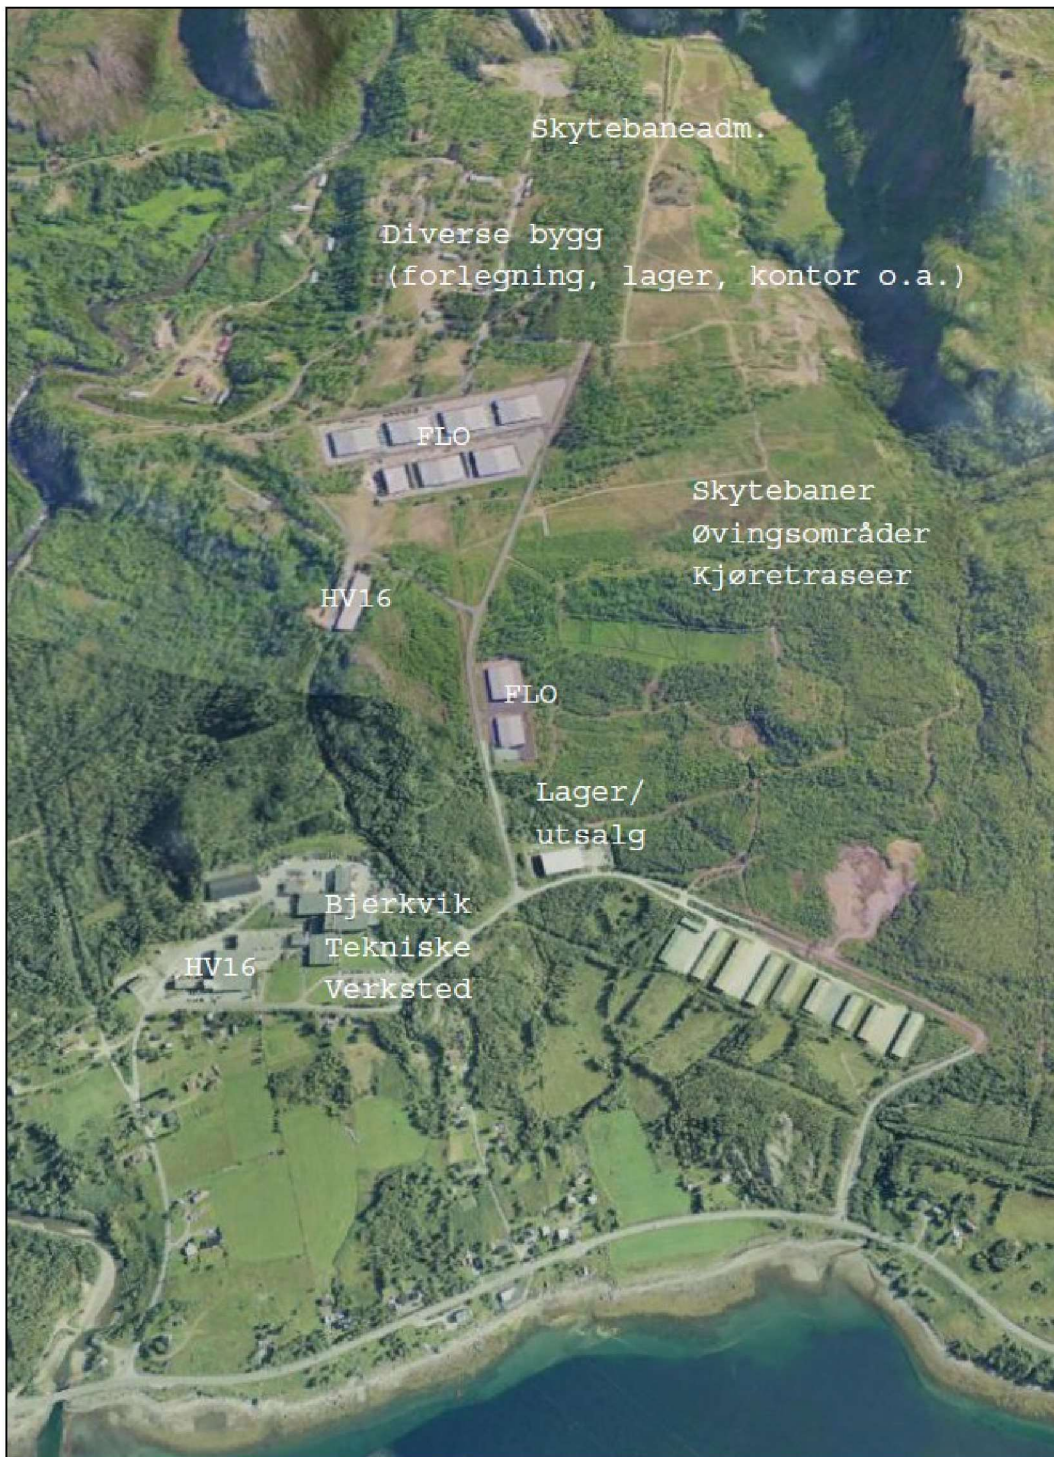 Skytebaneadm.
Diverse bygg
(forlegning, lager, kontor o.a.)
FLO
Skytebaner
Øvingsområder
Kjøretraseer
HV16
FLO
Lager/
utsalg
Bjerkvik
Tekniske
Verksted
HV16